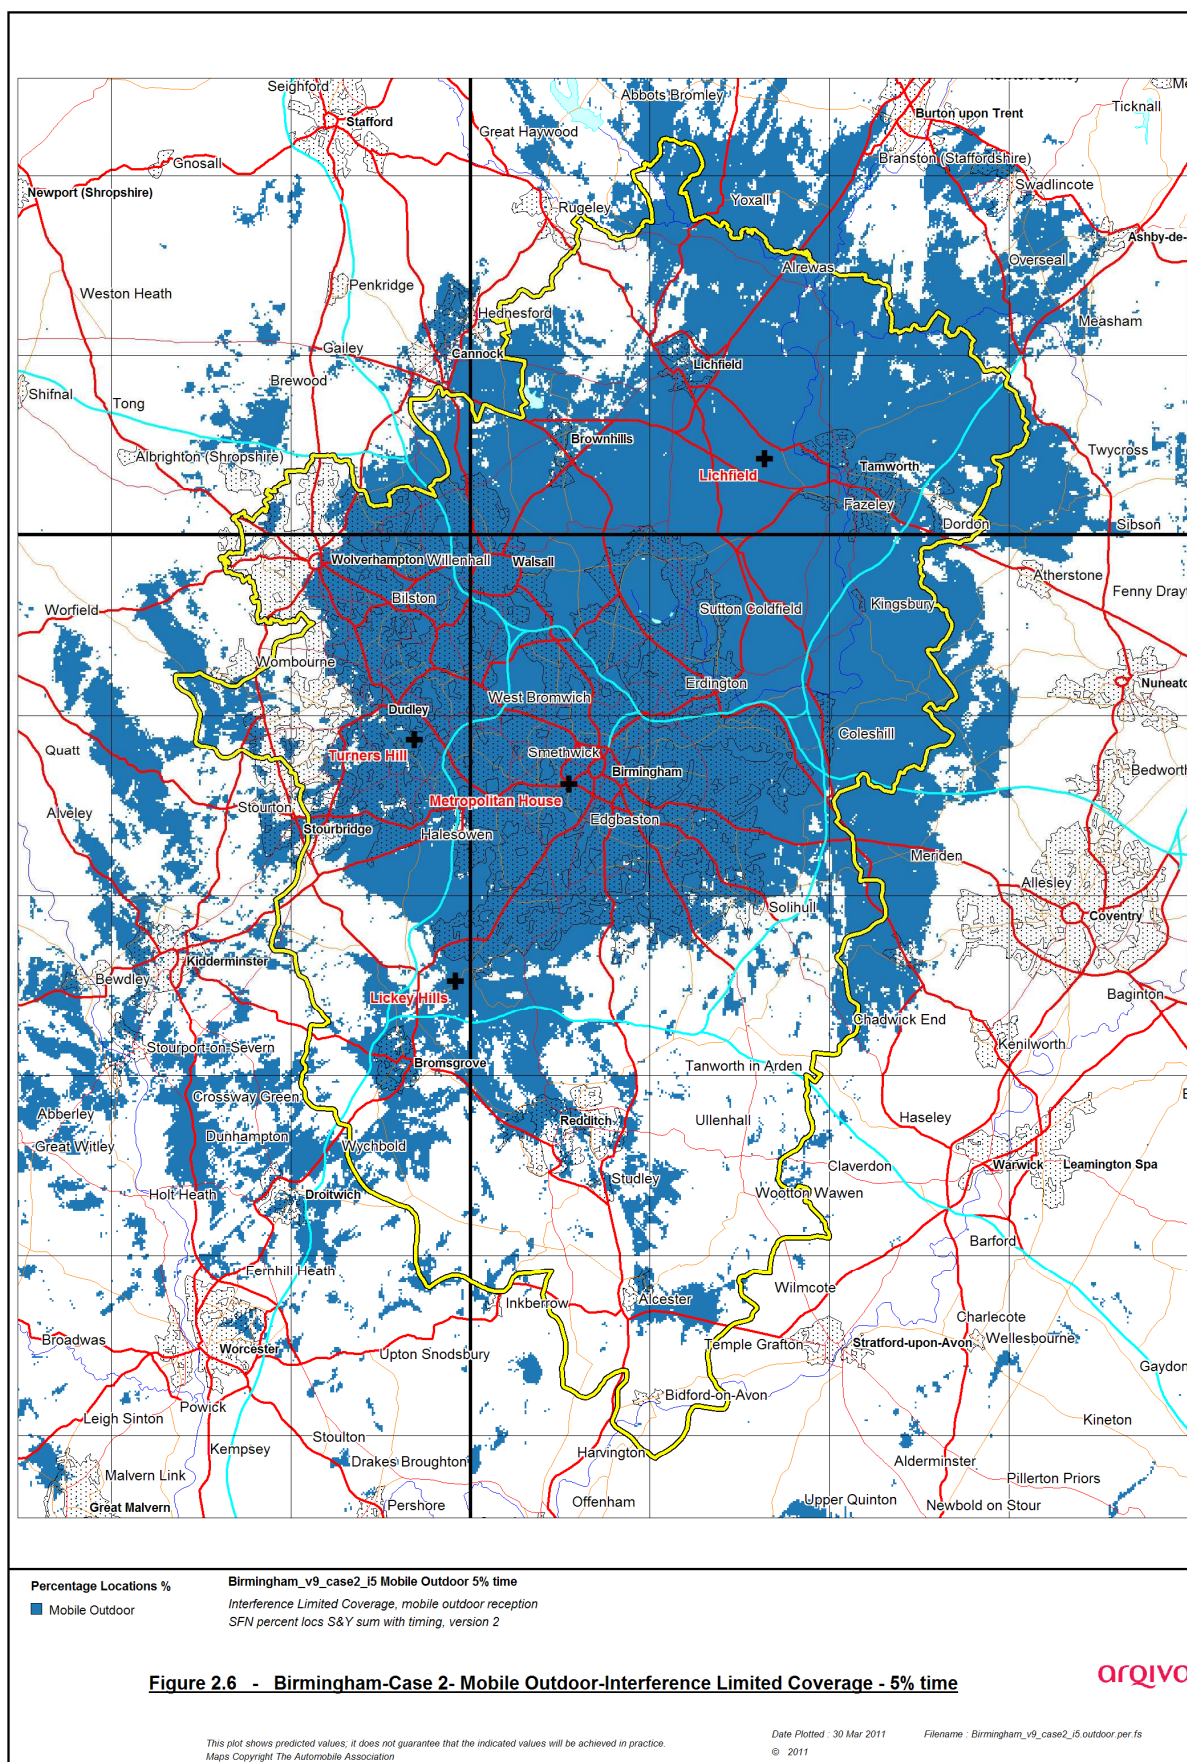 Seighford
Stafford
Gnosall
Newport (Shropshire)
Great Haywood
Abbots Bromley
Burton upon Trent
Ticknall
Branston (Staffordshire)
Swadlincote
Yoxall
Rugeley
Ashby-de-
Overseal
Alrewas
Weston Heath
Penkridge
Hednesford
Measham
Gailey
Cannock
Lichfield
Brewood
Shifnal
Tong
Brownhills
Twycross
Albrighton (Shropshire)
Tamworth
Lichfield
Fazeley
Dordon
Sibson
Wolverhampton
Willenhall
Walsall
Atherstone
Fenny Drayt
Bilston
Worfield
Sutton Coldfield
Kingsbury
Wombourne
Erdington
Nuneato
West Bromwich
Dudley
Coleshill
Quatt
Turners Hill
Smethwick
Birmingham
Bedworth
Metropolitan House
Stourton
Alveley
Edgbaston
Stourbridge
Halesowen
Meriden
Allesley
Solihull
Coventry
Kidderminster
Bewdley
Baginton
Lickey Hills
Chadwick End
Kenilworth
Stourport-on-Severn
Bromsgrove
Tanworth in Arden
Crossway Green
Abberley
Redditch
Ullenhall
Haseley
Dunhampton
Great Witley
Wychbold
Claverdon
Warwick
Leamington Spa
Studley
Holt Heath
Droitwich
Wootton Wawen
Barford
Fernhill Heath
Wilmcote
Inkberrow
Alcester
Charlecote
Broadwas
Worcester
Upton Snodsbury
Temple Grafton
Stratford-upon-Avon
Wellesbourne
Gaydon
Bidford-on-Avon
Powick
Leigh Sinton
Kineton
Kempsey
Stoulton
Drakes Broughton
Harvington
Alderminster
Malvern Link
Pillerton Priors
Great Malvern
Pershore
Offenham
Upper Quinton
Newbold on Stour
Percentage Locations %
Mobile Outdoor
Birmingham_v9_case2_i5 Mobile Outdoor 5% time
Interference Limited Coverage, mobile outdoor reception
SFN percent locs S&Y sum with timing, version 2
Figure 2.6 - Birmingham-Case 2- Mobile Outdoor-Interference Limited Coverage - 5% time
arqiva
This plot shows predicted values; it does not guarantee that the indicated values will be achieved in practice.
Maps Copyright The Automobile Association
Date Plotted : 30 Mar 2011
Filename : Birmingham_v9_case2_i5.outdoor.per.fs
© 2011